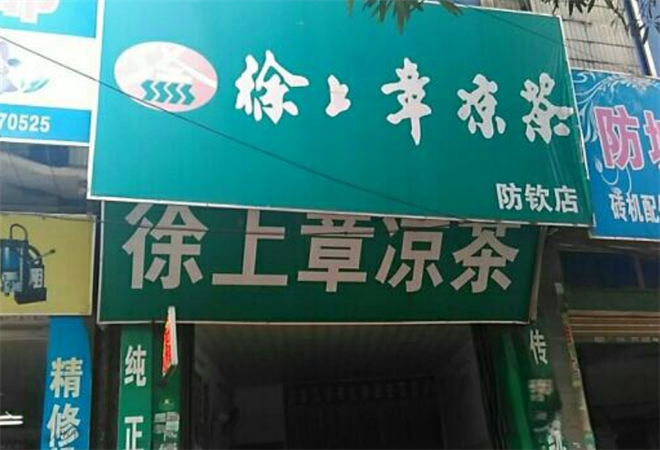 70525
徐上章凉茶
防钦店
徐上章凉茶
防
砖机配
精修
纯正
传